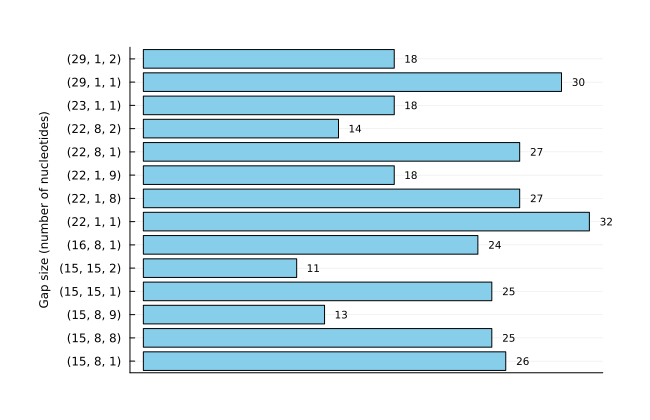 (29, 1, 2) 18
(29, 1, 1) 30
(23, 1, 1) 18
(22, 8, 2) 14
(22, 8, 1) 27
(22, 1, 9) 18
(22, 1, 8) 27
(22, 1, 1) 32
(16, 8, 1) 24
(15, 15, 2) 11
(15, 15, 1) 25
(15, 8, 9) 13
(15, 8, 8) 25
(15, 8, 1) 26
Gap size (number of nucleotides)